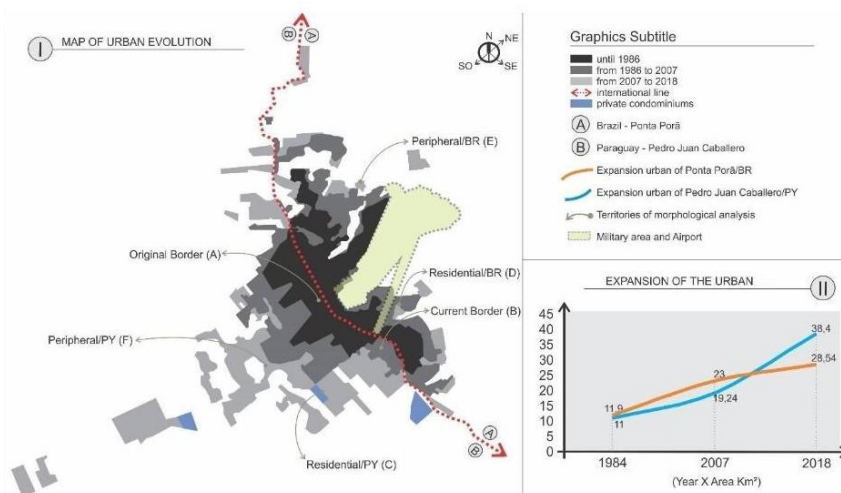 I
MAP OF URBAN EVOLUTION
B
A
N
NE
SO
SE
Peripheral/BR (E)
Original Border (A)
Residential/BR (D)
Current Border (B)
Peripheral/PY (F)
Residential/PY (C)
A
B
Graphics Subtitle
until 1986
from 1986 to 2007
from 2007 to 2018
international line
private condominiums
A Brazil - Ponta Porã
B Paraguay - Pedro Juan Caballero
Expansion urban of Ponta Porã/BR
Expansion urban of Pedro Juan Caballero/PY
Territories of morphological analysis
Military area and Airport
EXPANSION OF THE URBAN
II
45
40
35
30
25
20
15
10
5
0
11,9
11
23
19,24
38,4
28,54
1984
2007
2018
(Year X Area Km²)